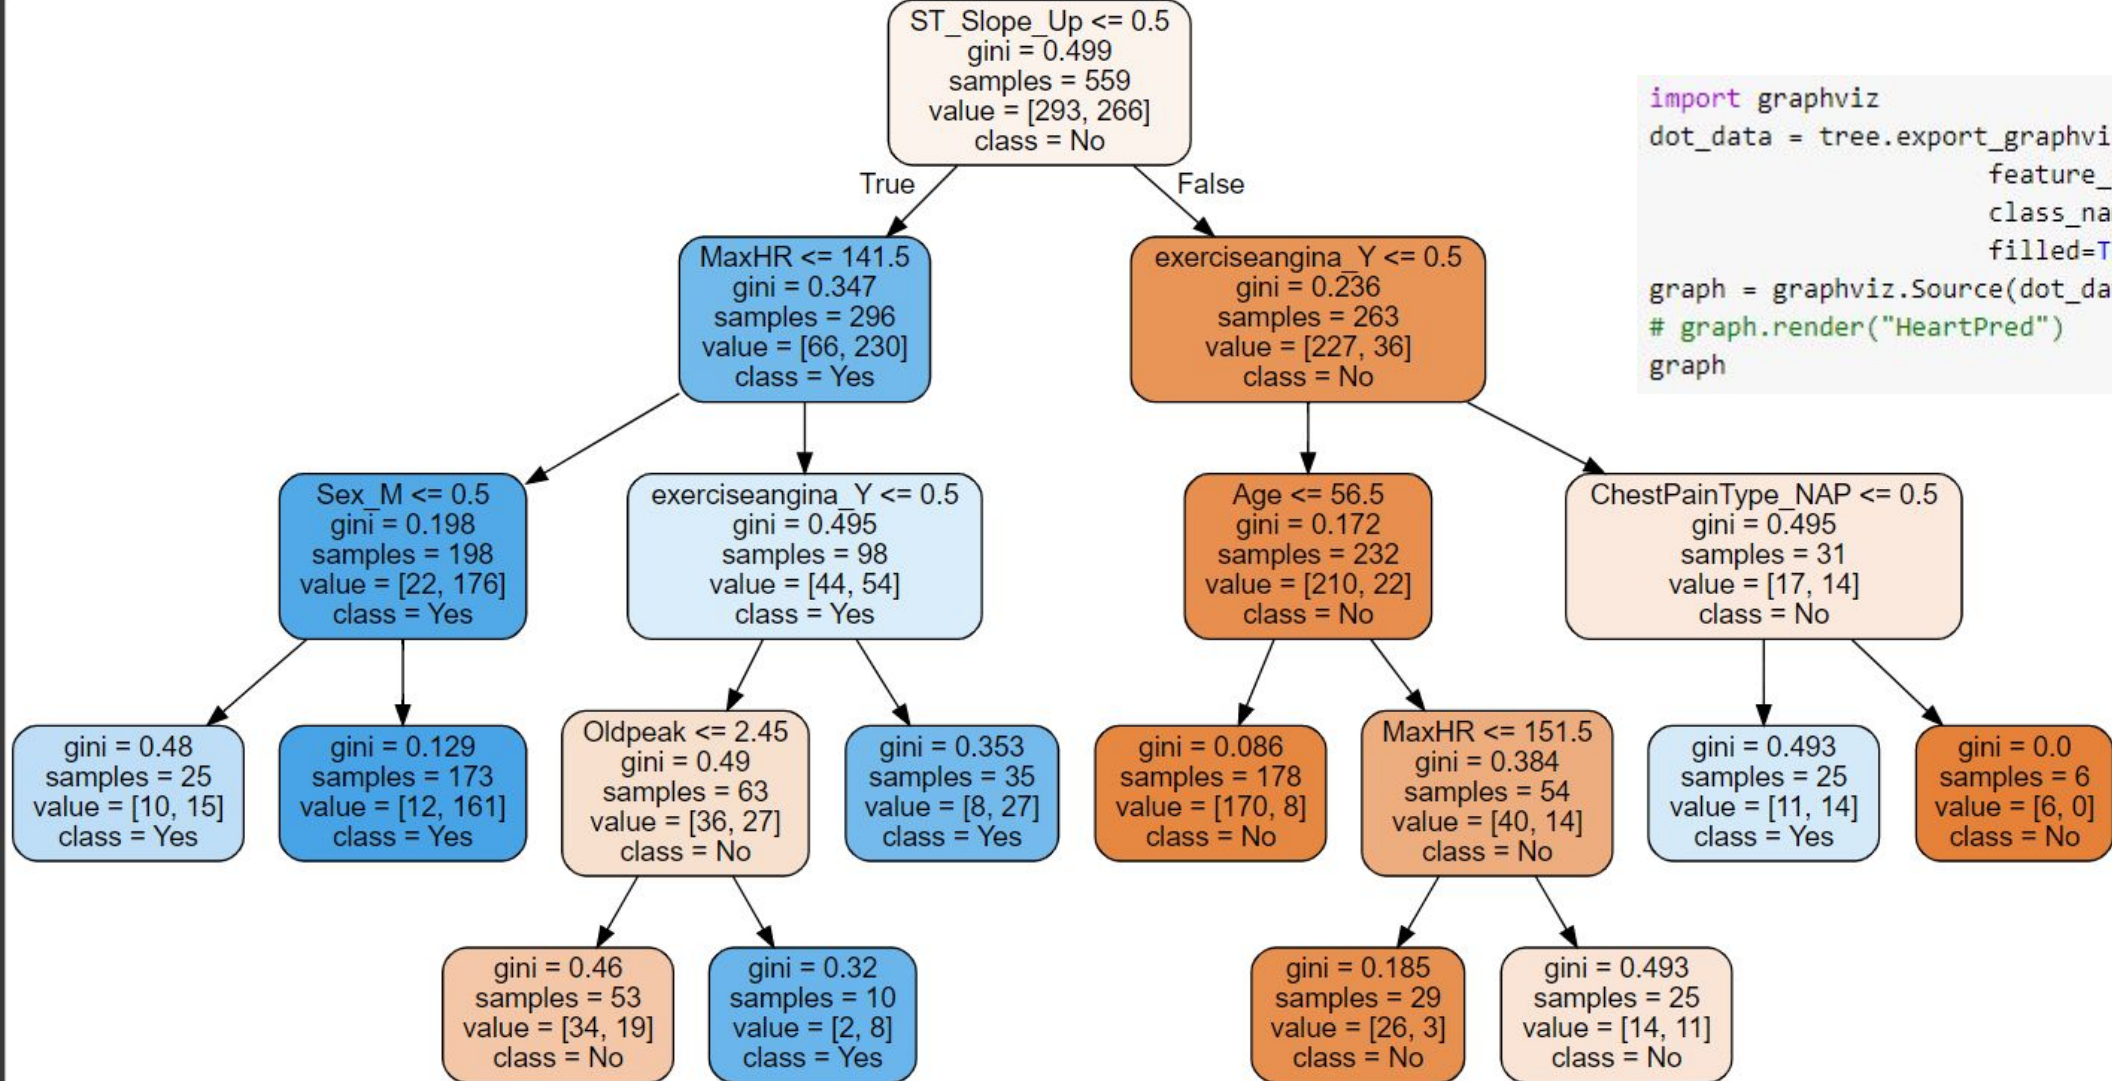 ST_Slope_Up <= 0.5
gini = 0.499
samples = 559
value = [293, 266]
class = No
True
False
MaxHR <= 141.5
gini = 0.347
samples = 296
value = [66, 230]
class = Yes
exerciseangina_Y <= 0.5
gini = 0.236
samples = 263
value = [227, 36]
class = No
import graphviz
dot_data = tree.export_graphvi
feature_
class_na
filled=T
graph = graphviz.Source(dot_da
# graph.render("HeartPred")
graph
Sex_M <= 0.5
gini = 0.198
samples = 198
value = [22, 176]
class = Yes
exerciseangina_Y <= 0.5
gini = 0.495
samples = 98
value = [44, 54]
class = Yes
Age <= 56.5
gini = 0.172
samples = 232
value = [210, 22]
class = No
ChestPainType_NAP <= 0.5
gini = 0.495
samples = 31
value = [17, 14]
class = No
gini = 0.48
samples = 25
value = [10, 15]
class = Yes
gini = 0.129
samples = 173
value = [12, 161]
class = Yes
Oldpeak <= 2.45
gini = 0.49
samples = 63
value = [36, 27]
class = No
gini = 0.353
samples = 35
value = [8, 27]
class = Yes
gini = 0.086
samples = 178
value = [170, 8]
class = No
MaxHR <= 151.5
gini = 0.384
samples = 54
value = [40, 14]
class = No
gini = 0.493
samples = 25
value = [11, 14]
class = Yes
gini = 0.0
samples = 6
value = [6, 0]
class = No
gini = 0.46
samples = 53
value = [34, 19]
class = No
gini = 0.32
samples = 10
value = [2, 8]
class = Yes
gini = 0.185
samples = 29
value = [26, 3]
class = No
gini = 0.493
samples = 25
value = [14, 11]
class = No